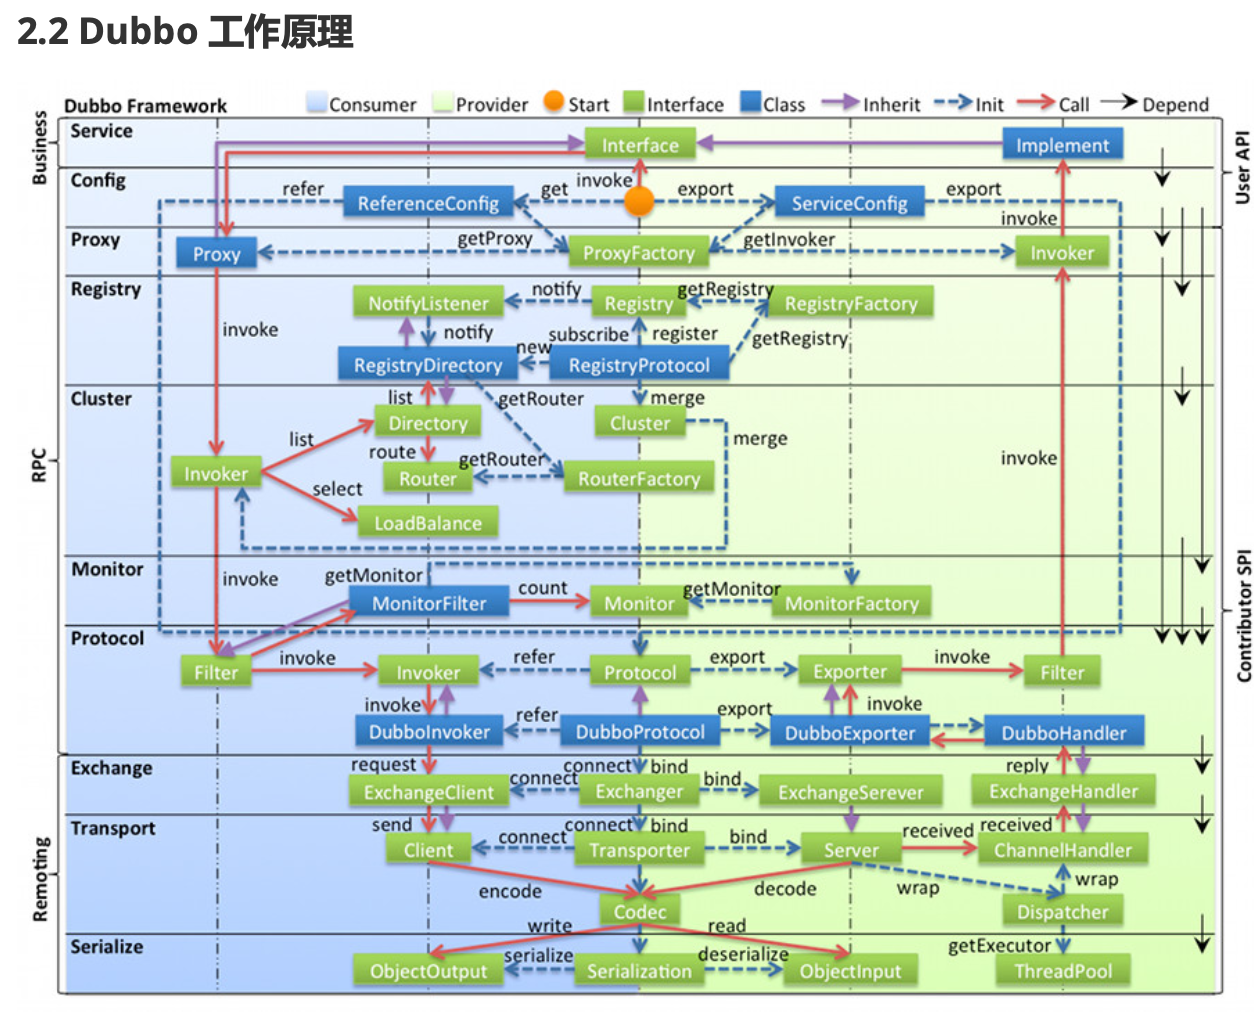 2.2 Dubbo 工作原理
Dubbo Framework Consumer Provider Start Interface Class Inherit Init Call Depend
Business
Service
Interface
Implement
User API
Config
refer
ReferenceConfig
get
invoke
export
ServiceConfig
export
invoke
Proxy
Proxy
getProxy
ProxyFactory
getInvoker
Invoker
Registry
NotifyListener
notify
Registry
getRegistry
RegistryFactory
invoke
notify
subscribe
register
getRegistry
new
RegistryDirectory
RegistryProtocol
RPC
Cluster
list
getRouter
merge
Directory
Cluster
list
route
merge
getRouter
invoke
Invoker
Router
RouterFactory
select
LoadBalance
Contributor SPI
Monitor
invoke
getMonitor
count
getMonitor
MonitorFilter
Monitor
MonitorFactory
Protocol
Filter
invoke
Invoker
refer
Protocol
export
Exporter
invoke
Filter
invoke
refer
export
invoke
DubboInvoker
DubboProtocol
DubboExporter
DubboHandler
Remoting
Exchange
request
connect
bind
reply
connect
bind
ExchangeClient
Exchanger
ExchangeSerever
ExchangeHandler
Transport
send
connect
bind
received
received
connect
bind
Client
Transporter
Server
ChannelHandler
encode
decode
wrap
wrap
Codec
Dispatcher
write
read
Serialize
getExecutor
serialize
deserialize
ObjectOutput
Serialization
ObjectInput
ThreadPool